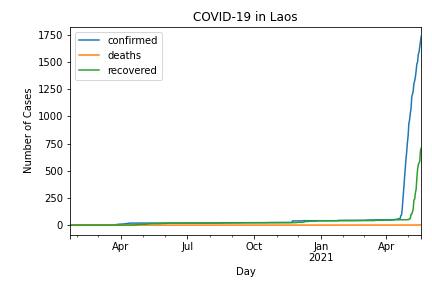 COVID-19 in Laos
confirmed
deaths
recovered
Number of Cases
1750
1500
1250
1000
750
500
250
0
Apr Jul Oct Jan Apr
2021
Day